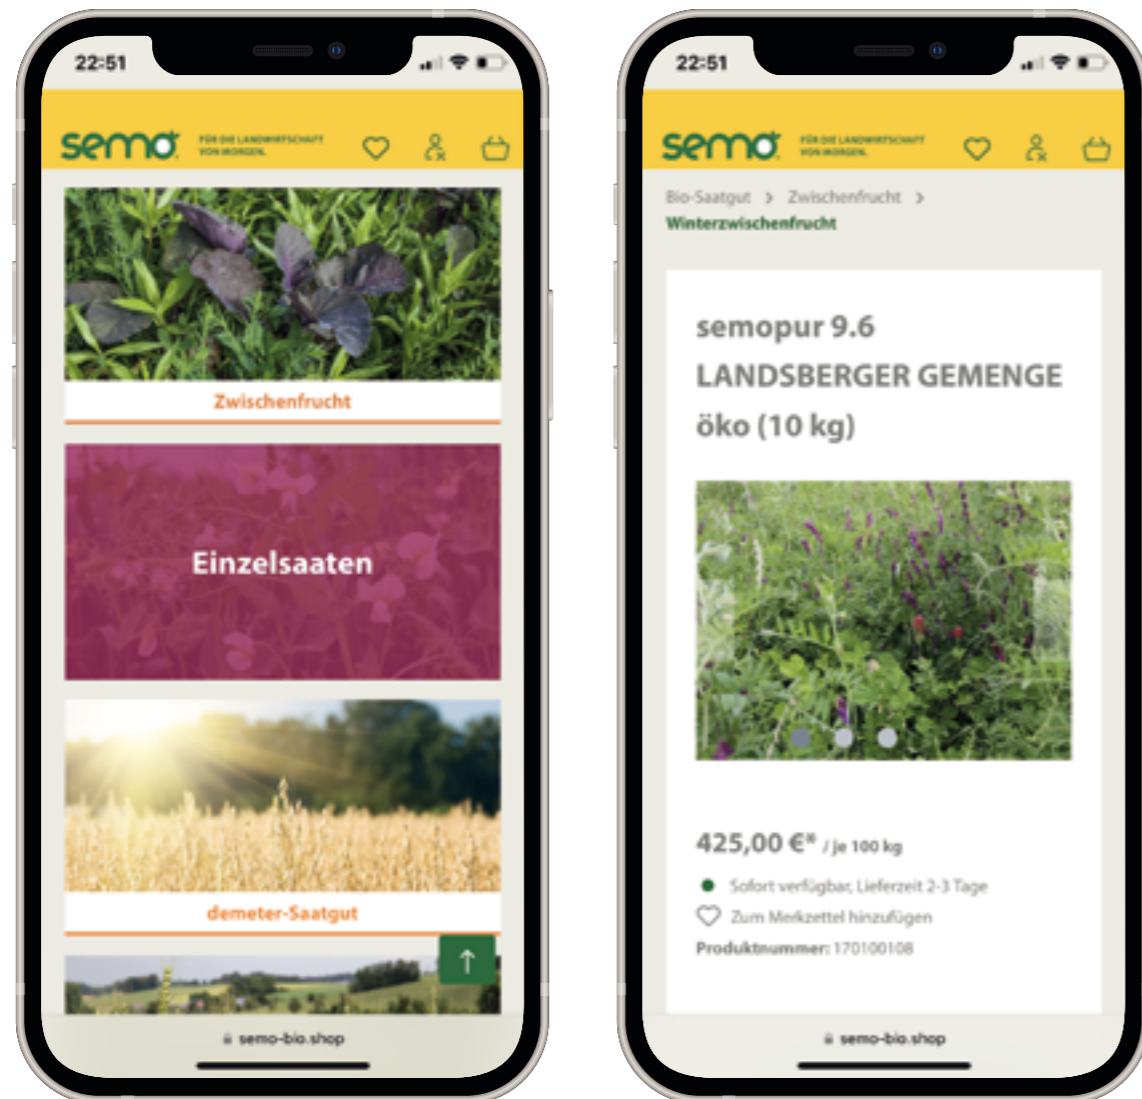 22:51
semo
FÜR DIE LANDWIRTSCHAFT
VON MORGEN.
Zwischenfrucht
Einzelsaaten
demeter-Saatgut
semo-bio.shop
22:51
semo
FÜR DIE LANDWIRTSCHAFT
VON MORGEN.
Bio-Saatgut > Zwischenfrucht >
Winterzwischenfrucht
semopur 9.6
LANDSBERGER GEMENGE
öko (10 kg)
425,00 €* / je 100 kg
Sofort verfügbar, Lieferzeit 2-3 Tage
Zum Merkzettel hinzufügen
Produktnummer: 170100108
semo-bio.shop